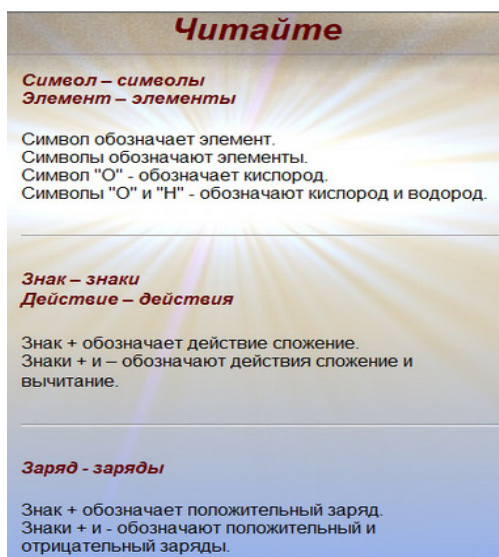 Читайте
Символ – символы
Элемент – элементы
Символ обозначает элемент.
Символы обозначают элементы.
Символ "О" - обозначает кислород.
Символы "О" и "Н" - обозначают кислород и водород.
Знак – знаки
Действие – действия
Знак + обозначает действие сложение.
Знаки + и – обозначают действия сложение и
вычитание.
Заряд - заряды
Знак + обозначает положительный заряд.
Знаки + и - обозначают положительный и
отрицательный заряды.